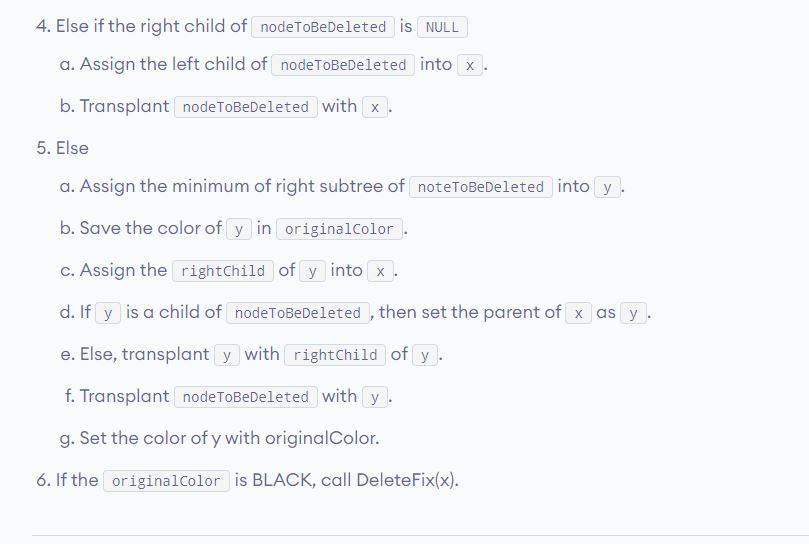 4. Else if the right child of nodeToBeDeleted is NULL
a. Assign the left child of nodeToBeDeleted into x .
b. Transplant nodeToBeDeleted with x .
5. Else
a. Assign the minimum of right subtree of noteToBeDeleted into y .
b. Save the color of y in originalColor .
c. Assign the rightChild of y into x .
d. If y is a child of nodeToBeDeleted , then set the parent of x as y .
e. Else, transplant y with rightChild of y .
f. Transplant nodeToBeDeleted with y .
g. Set the color of y with originalColor.
6. If the originalColor is BLACK, call DeleteFix(x).